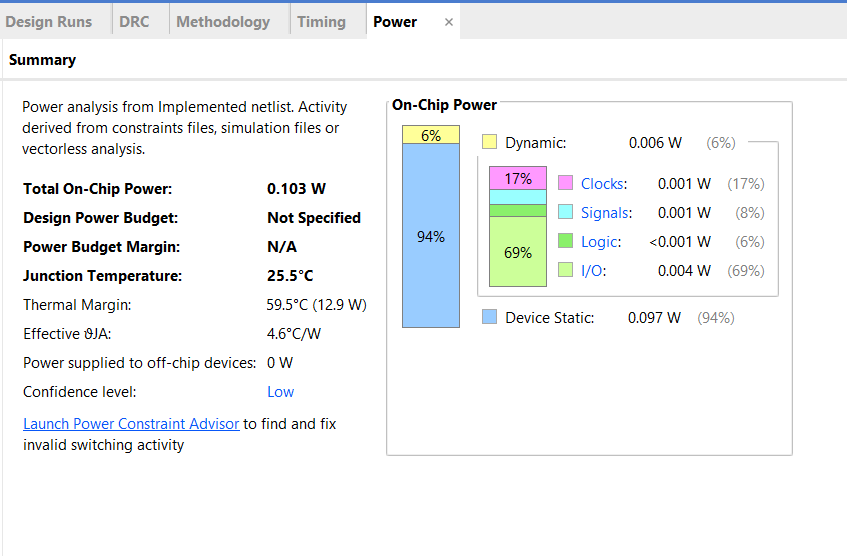 Design Runs DRC Methodology Timing Power ×
Summary
Power analysis from Implemented netlist. Activity
derived from constraints files, simulation files or
vectorless analysis.
Total On-Chip Power: 0.103 W
Design Power Budget: Not Specified
Power Budget Margin: N/A
Junction Temperature: 25.5°C
Thermal Margin: 59.5°C (12.9 W)
Effective ϑJA: 4.6°C/W
Power supplied to off-chip devices: 0 W
Confidence level: Low
Launch Power Constraint Advisor to find and fix
invalid switching activity
On-Chip Power
6%
94%
Dynamic: 0.006 W (6%)
17%
69%
Clocks: 0.001 W (17%)
Signals: 0.001 W (8%)
Logic: <0.001 W (6%)
I/O: 0.004 W (69%)
Device Static: 0.097 W (94%)